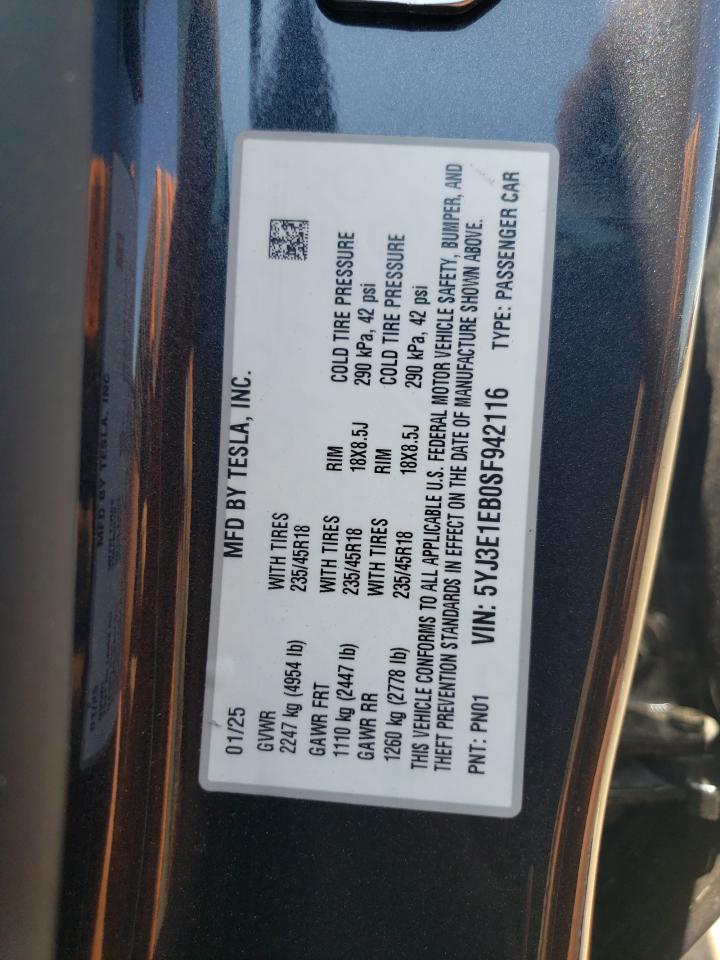 01/25 MFD BY TESLA, INC.
GVWR
2247 kg (4954 lb) WITH TIRES
235/45R18
GAWR FRT WITH TIRES RIM COLD TIRE PRESSURE
1110 kg (2447 lb) 235/45R18 18X8.5J 290 kPa, 42 psi
GAWR RR WITH TIRES RIM COLD TIRE PRESSURE
1260 kg (2778 lb) 235/45R18 18X8.5J 290 kPa, 42 psi
THIS VEHICLE CONFORMS TO ALL APPLICABLE U.S. FEDERAL MOTOR VEHICLE SAFETY, BUMPER, AND
THEFT PREVENTION STANDARDS IN EFFECT ON THE DATE OF MANUFACTURE SHOWN ABOVE.
PNT: PN01 VIN: 5YJ3E1EB0SF942116 TYPE: PASSENGER CAR